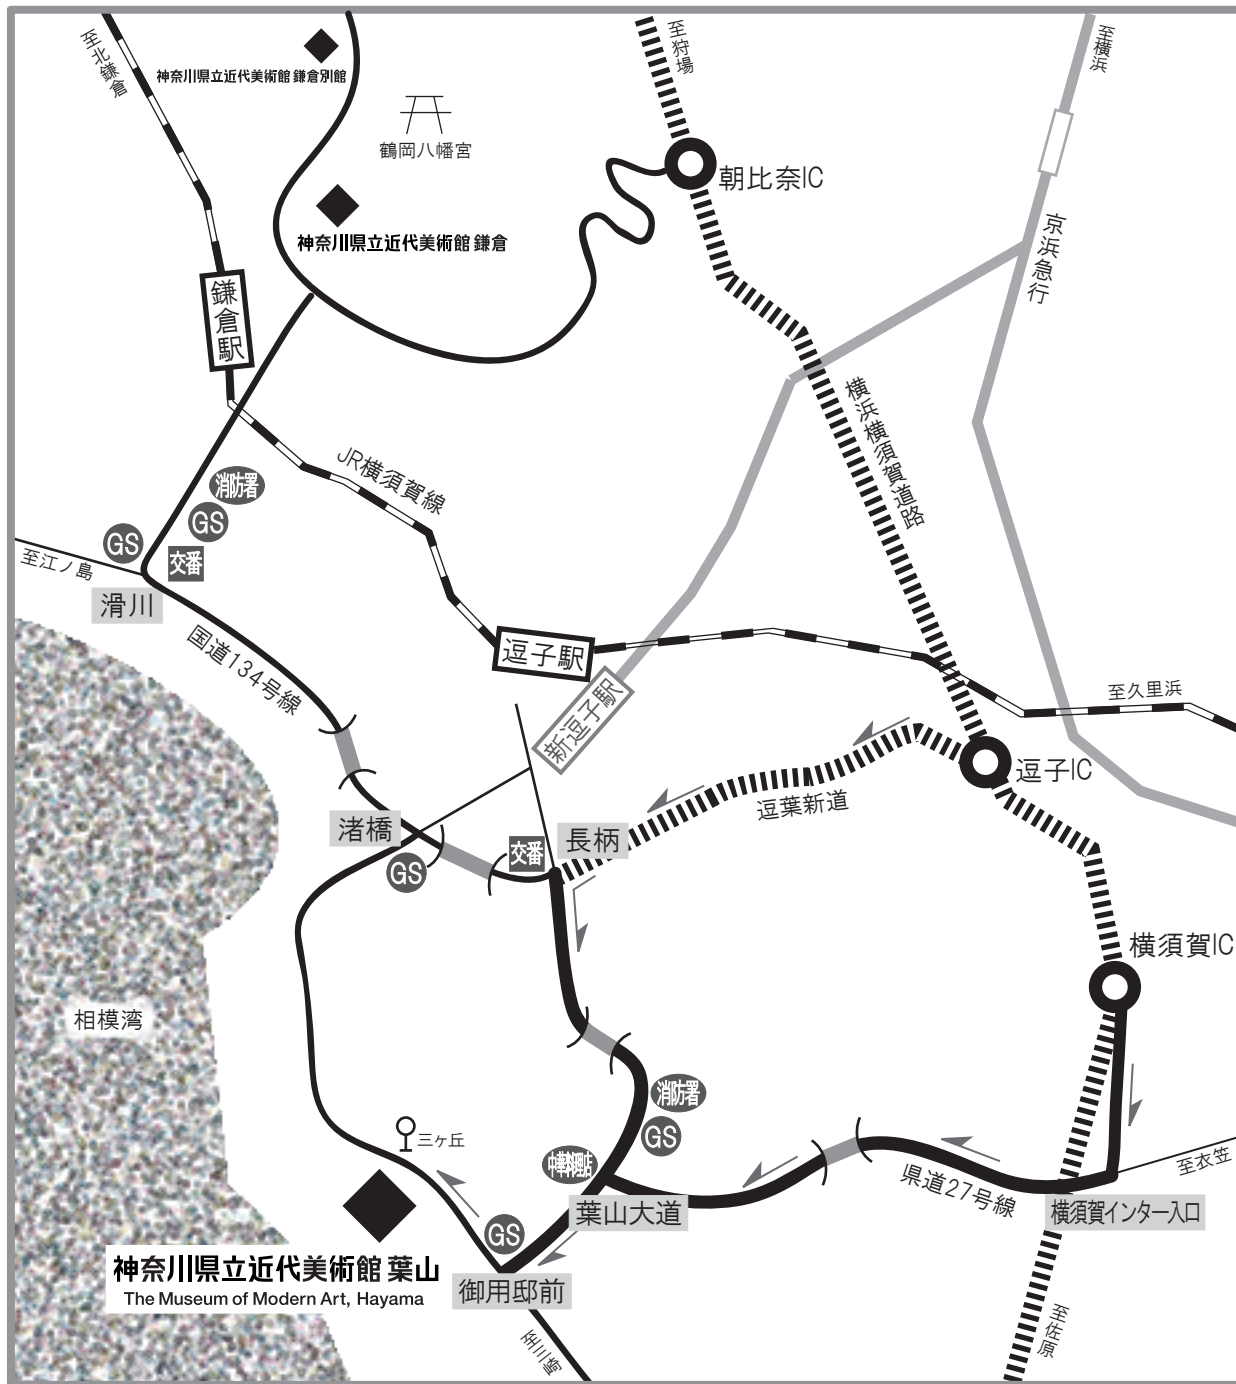 至北鎌倉
神奈川県立近代美術館 鎌倉別館
鶴岡八幡宮
神奈川県立近代美術館 鎌倉
至狩場
朝比奈IC
至横浜
京浜急行
鎌倉駅
横浜横須賀道路
JR横須賀線
消防署
GS
GS
交番
至江ノ島
滑川
国道134号線
逗子駅
新逗子駅
至久里浜
逗子IC
逗葉新道
渚橋
GS
交番
長柄
横須賀IC
相模湾
消防署
GS
三ヶ丘
葉山大道
県道27号線
至衣笠
横須賀インター入口
GS
神奈川県立近代美術館 葉山
The Museum of Modern Art, Hayama
御用邸前
至三崎
至佐原